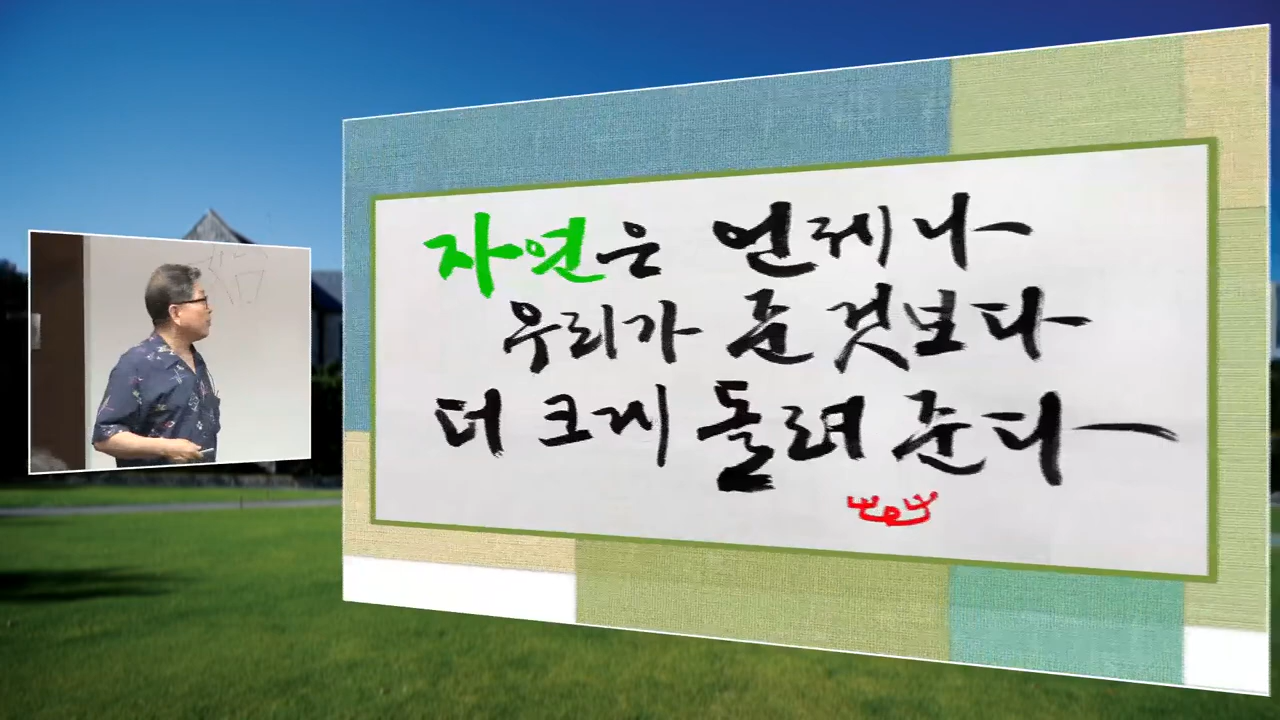 자연은 언제나
우리가 준 것보다
더 크게 돌려 준다